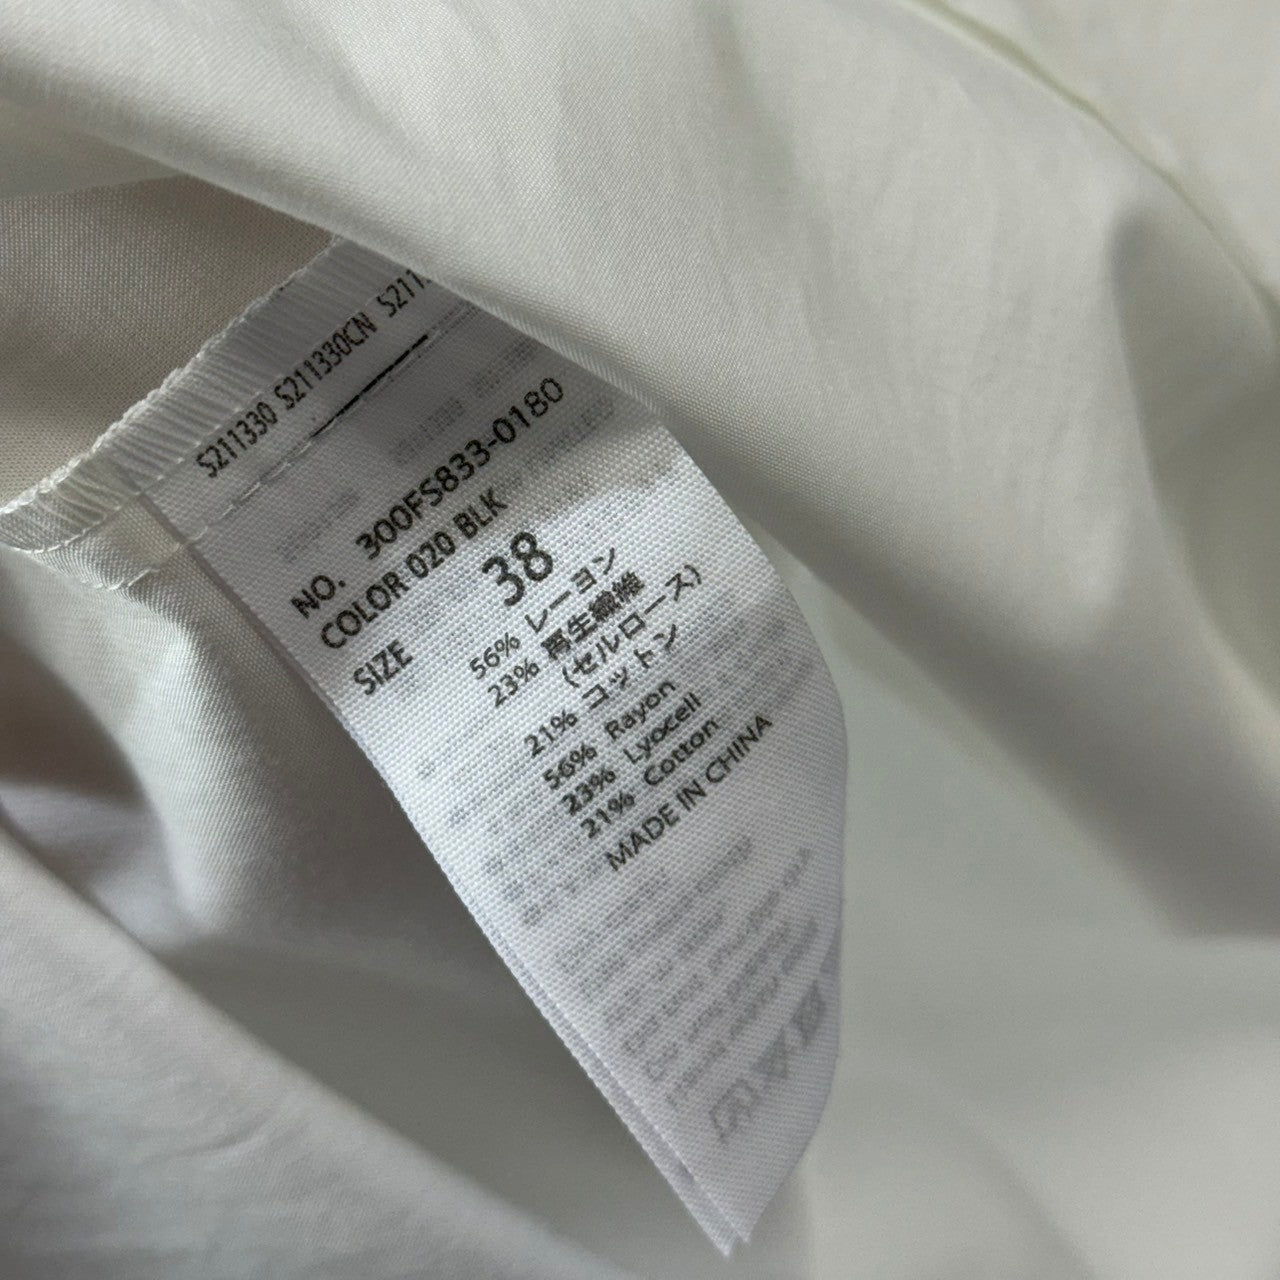 S211330 S211330CN S211
NO. 300FS833-0180
COLOR 020 BLK
SIZE 38
56% レーヨン
23% 再生繊維
(セルロース)
21% コットン
56% Rayon
23% Lyocell
21% Cotton
MADE IN CHINA